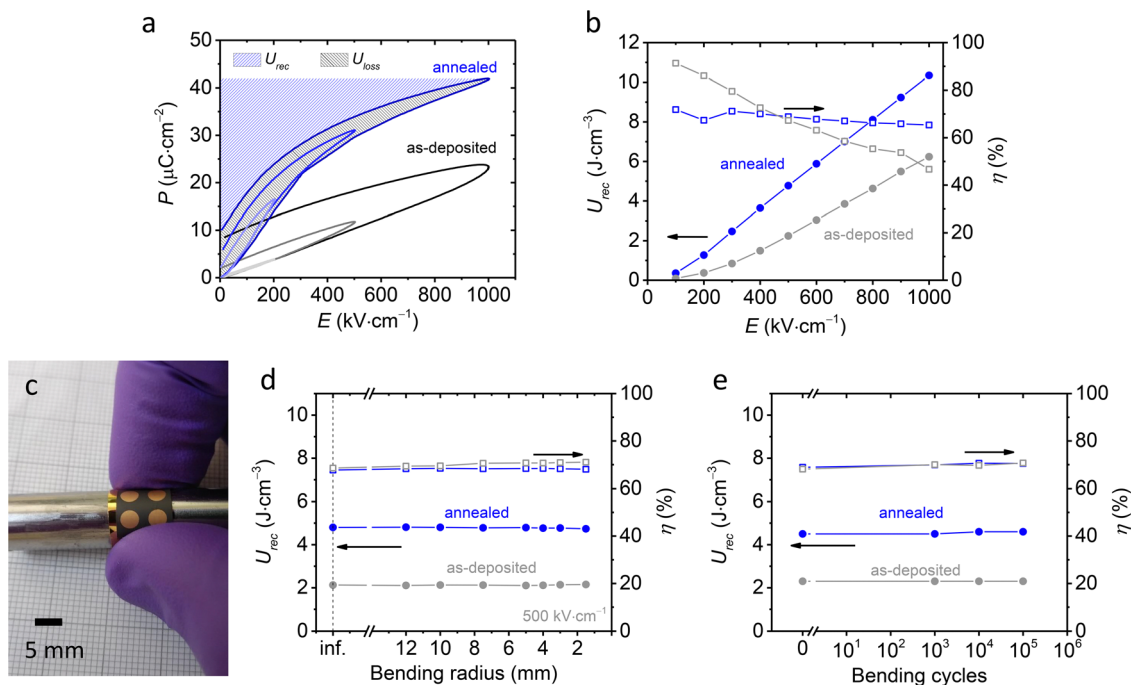 a
U_rec U_loss
annealed
as-deposited
P (μC·cm⁻²)
50
40
30
20
10
0
0 200 400 600 800 1000
E (kV·cm⁻¹)
b
annealed
as-deposited
U_rec (J·cm⁻³)
12
10
8
6
4
2
0
η (%)
100
80
60
40
20
0
0 200 400 600 800 1000
E (kV·cm⁻¹)
c
5 mm
d
annealed
as-deposited
500 kV·cm⁻¹
U_rec (J·cm⁻³)
10
8
6
4
2
0
η (%)
100
80
60
40
20
0
inf. 12 10 8 6 4 2
Bending radius (mm)
e
annealed
as-deposited
U_rec (J·cm⁻³)
10
8
6
4
2
0
η (%)
100
80
60
40
20
0
0 10¹ 10² 10³ 10⁴ 10⁵ 10⁶
Bending cycles